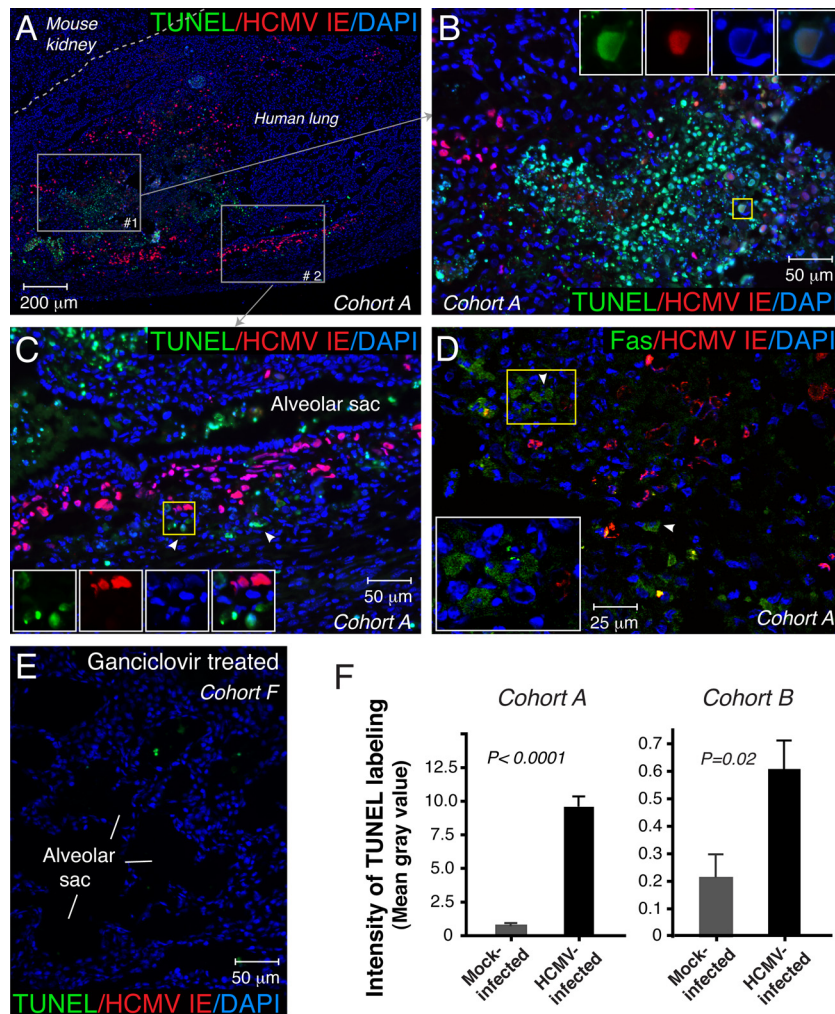 A
TUNEL/HCMV IE/DAPI
Mouse
kidney
Human lung
#1
#2
200 μm
Cohort A
B
50 μm
Cohort A
TUNEL/HCMV IE/DAP
C
TUNEL/HCMV IE/DAPI
Alveolar sac
50 μm
Cohort A
D
Fas/HCMV IE/DAPI
25 μm
Cohort A
E
Ganciclovir treated
Cohort F
Alveolar
sac
50 μm
TUNEL/HCMV IE/DAPI
F
Intensity of TUNEL labeling
(Mean gray value)
Cohort A
P< 0.0001
12.5
10.0
7.5
5.0
2.5
0
Mock-
infected
HCMV-
infected
Cohort B
P=0.02
0.7
0.6
0.5
0.4
0.3
0.2
0.1
0
Mock-
infected
HCMV-
infected